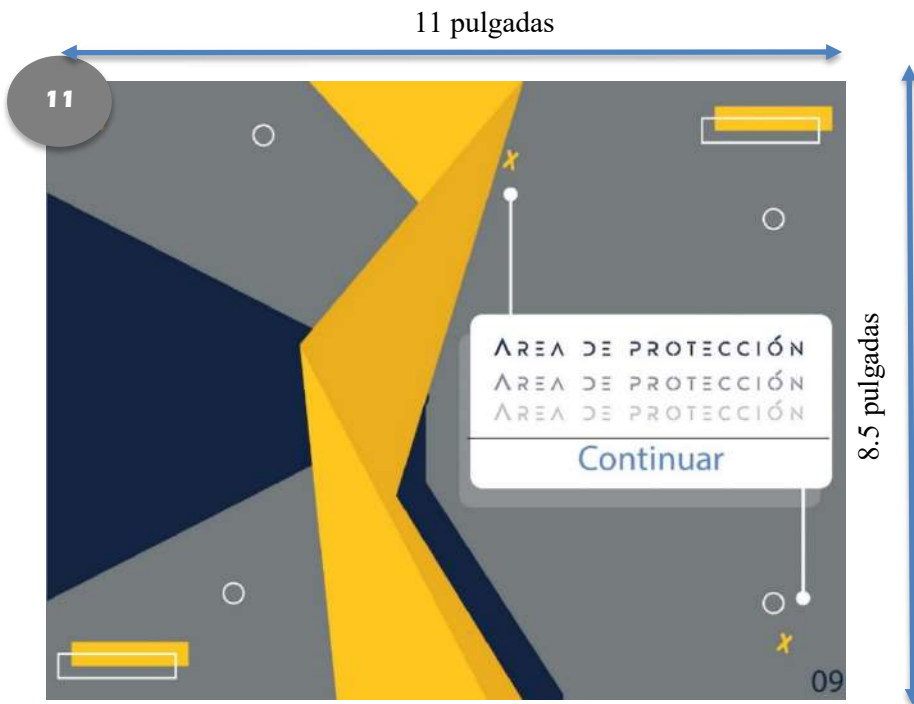 11 pulgadas
11
8.5 pulgadas
AREA DE PROTECCIÓN
AREA DE PROTECCIÓN
AREA DE PROTECCIÓN
Continuar
09